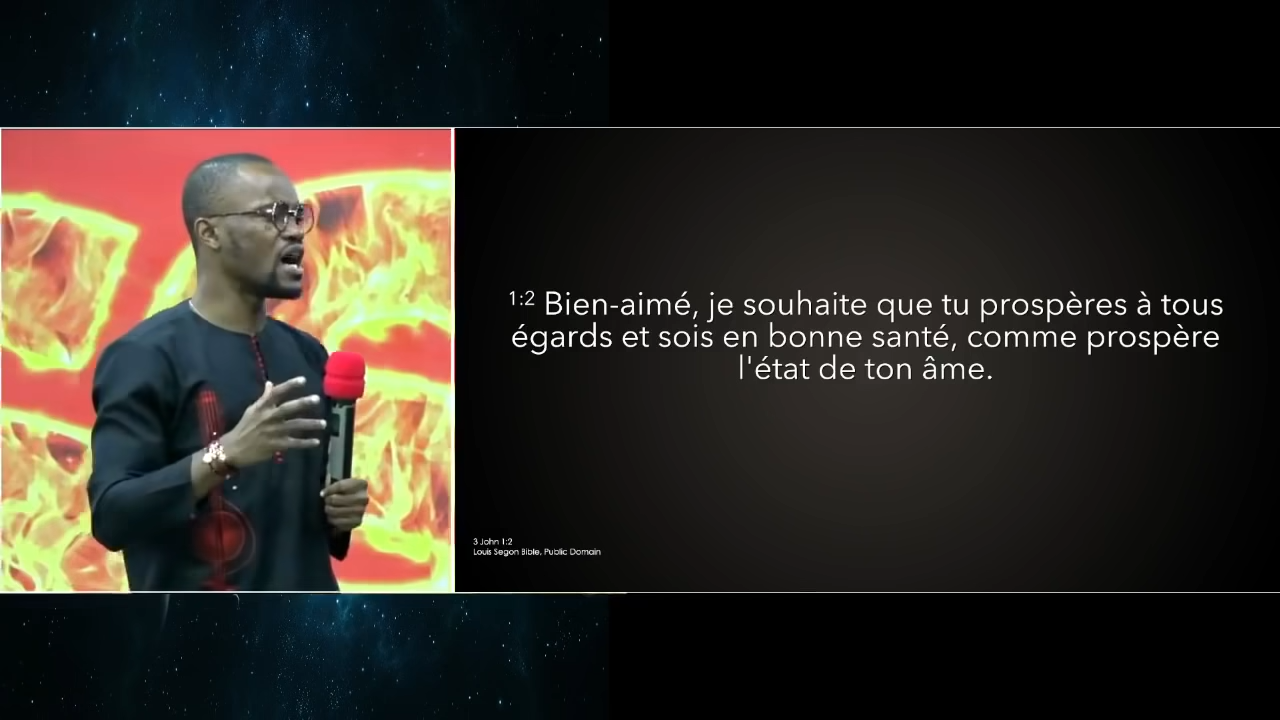 1:2 Bien-aimé, je souhaite que tu prospères à tous
égards et sois en bonne santé, comme prospère
l'état de ton âme.
3 John 1:2
Louis Segon Bible, Public Domain